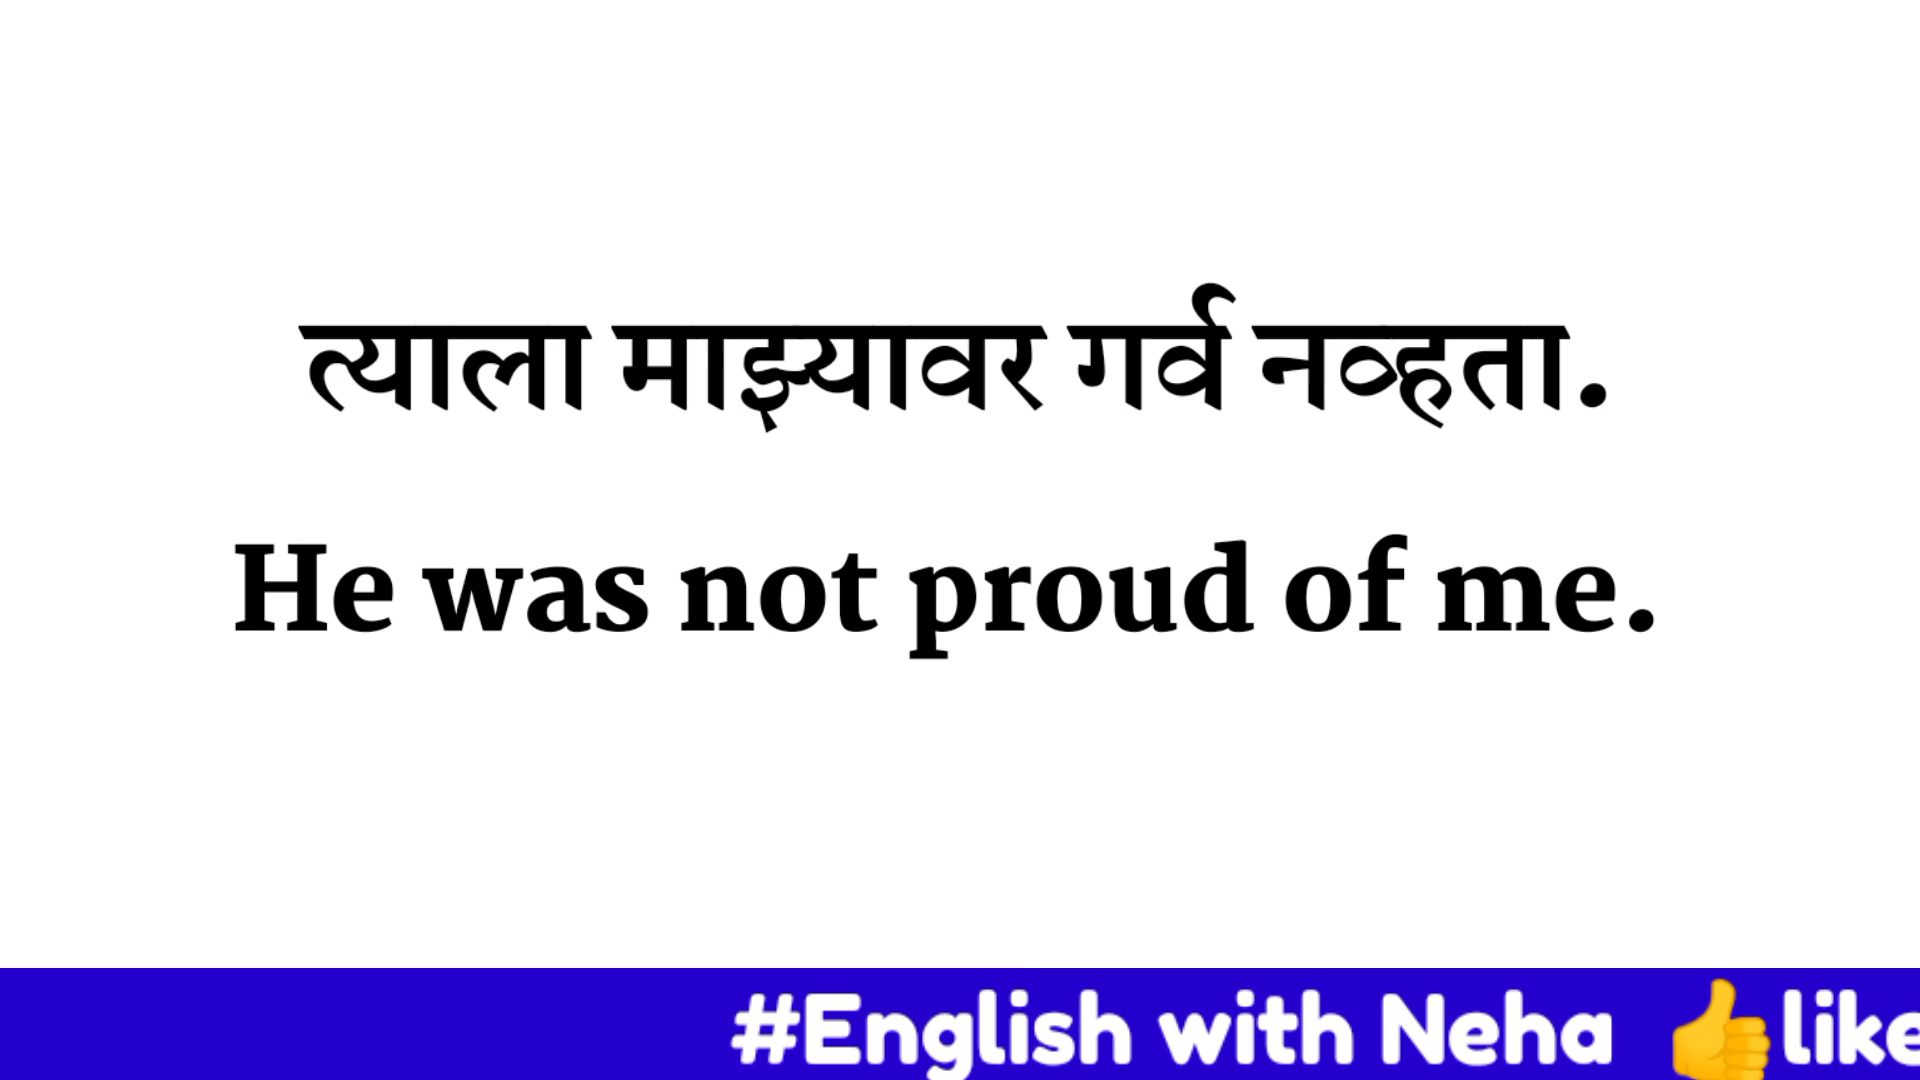 त्याला माझ्यावर गर्व नव्हता.
He was not proud of me.
#English with Neha 👍like